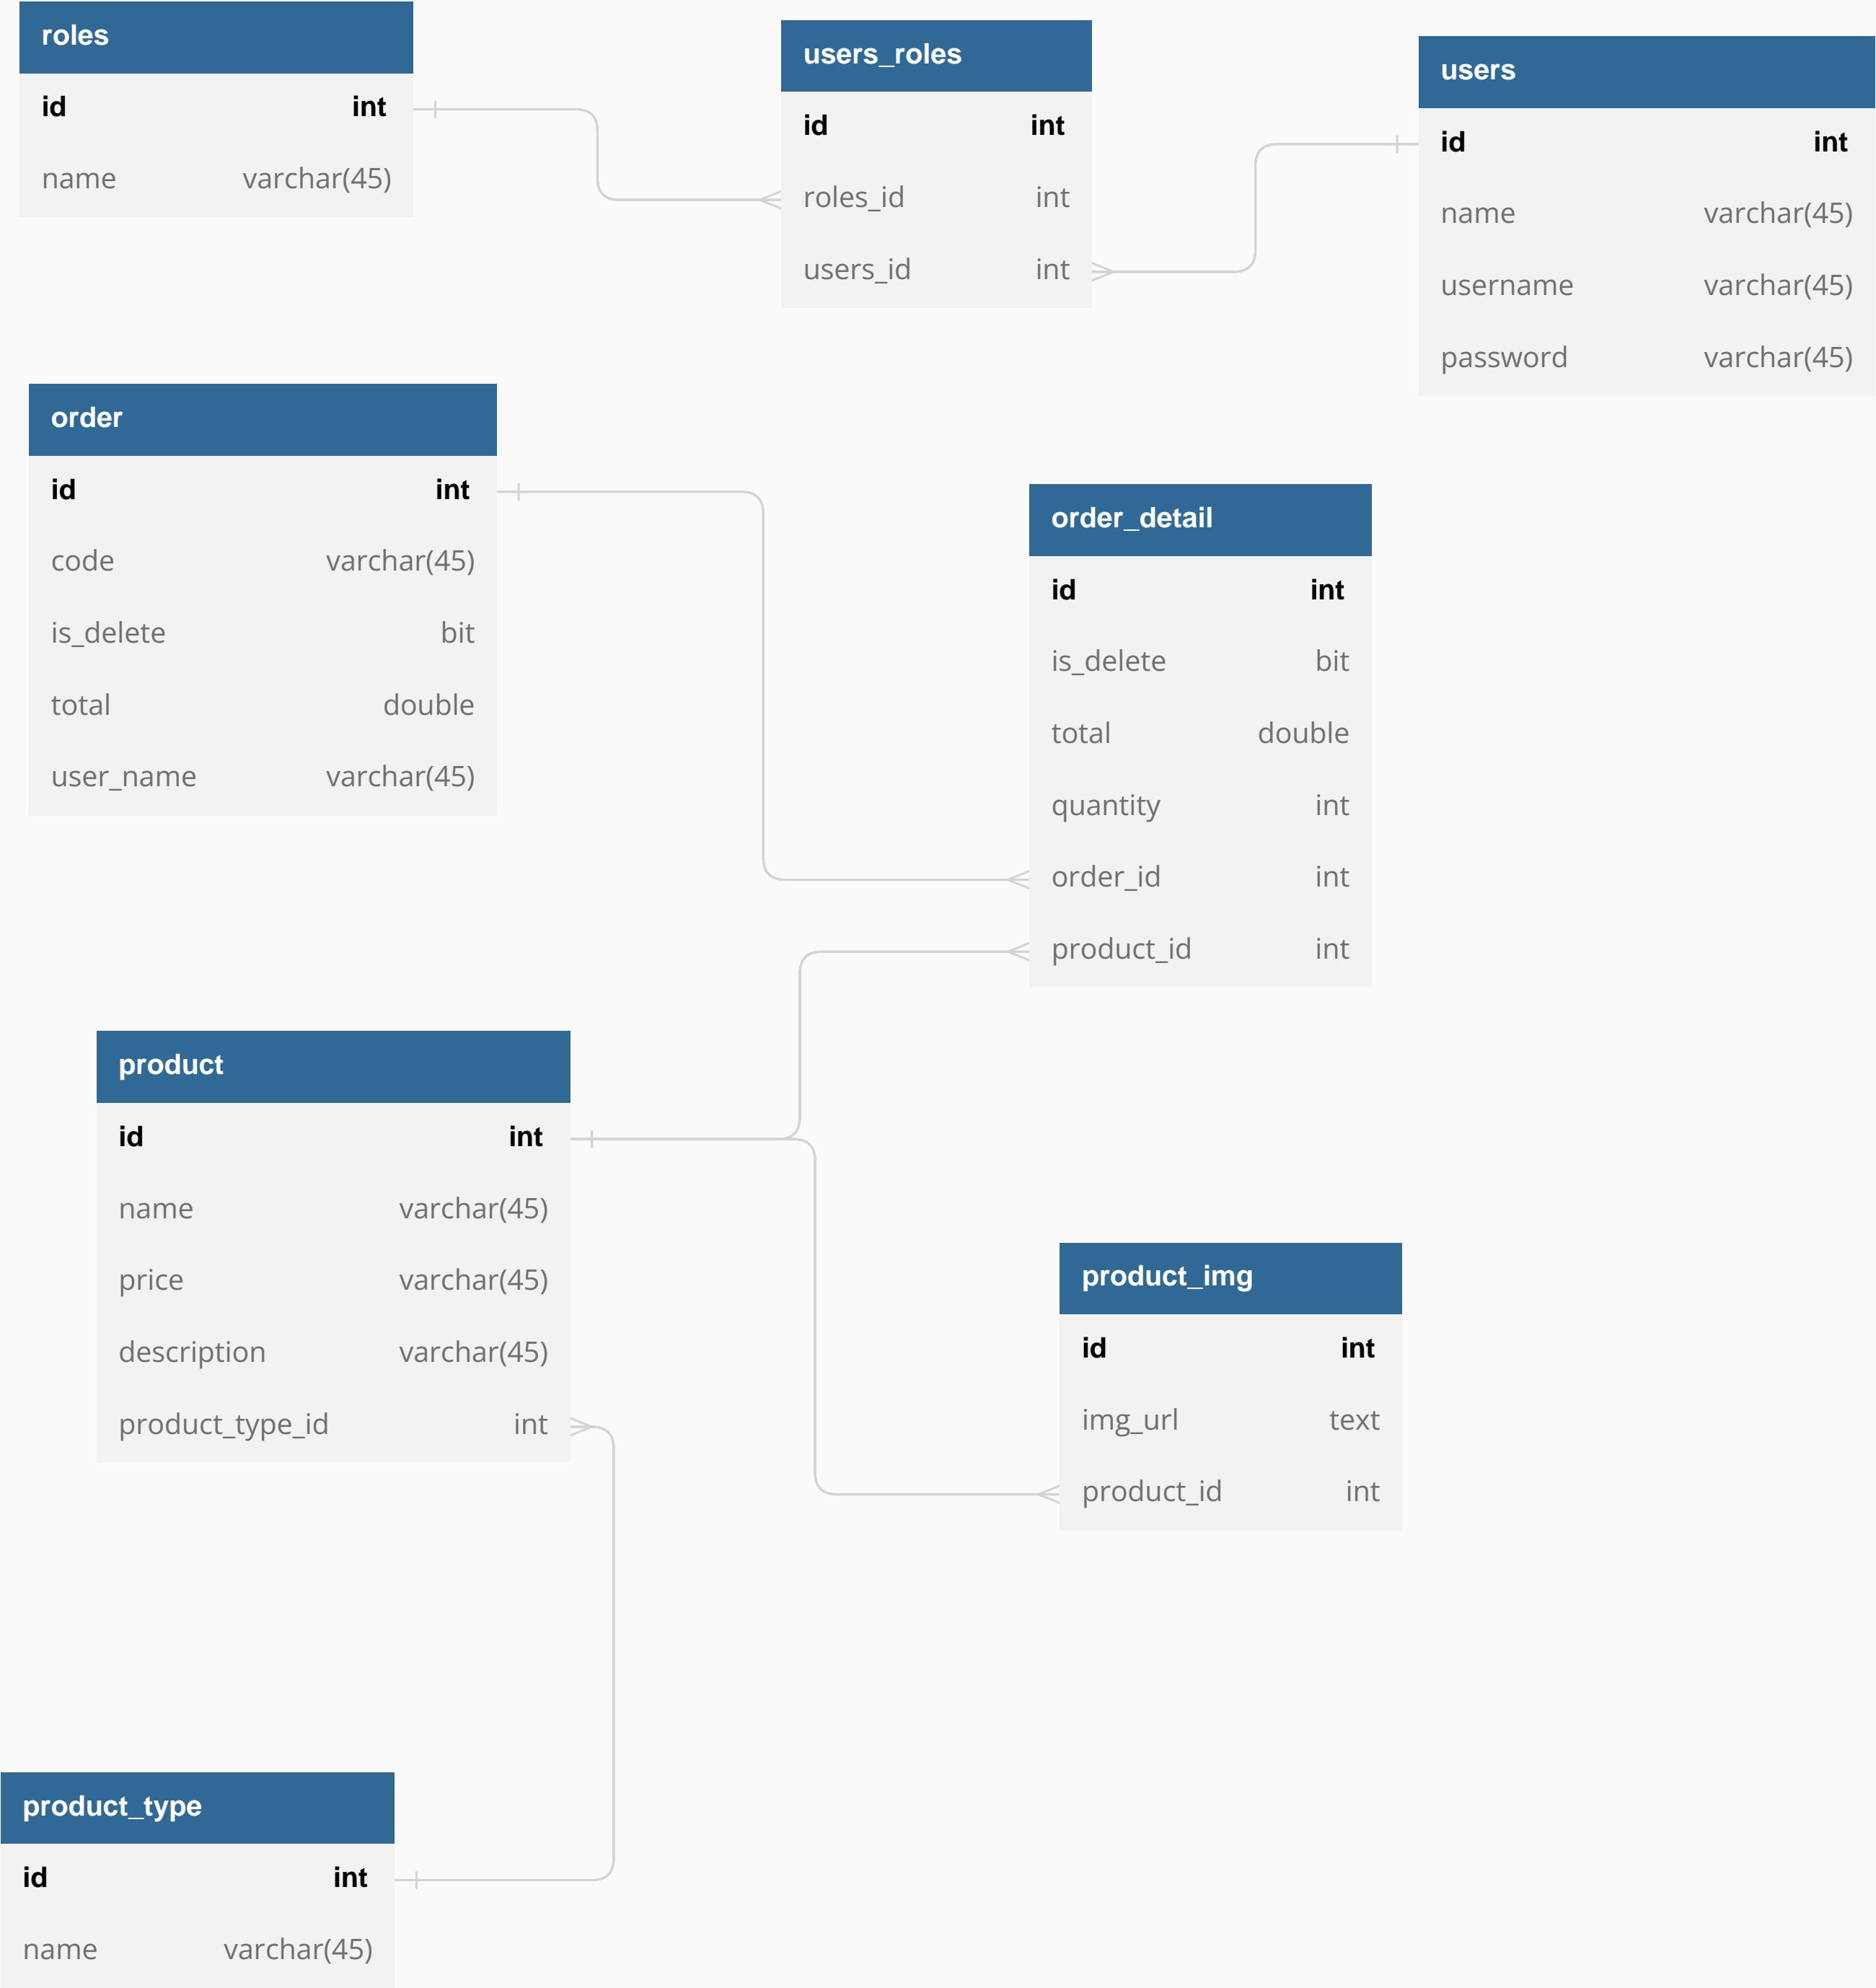 roles
id int
name varchar(45)
users_roles
id int
roles_id int
users_id int
users
id int
name varchar(45)
username varchar(45)
password varchar(45)
order
id int
code varchar(45)
is_delete bit
total double
user_name varchar(45)
order_detail
id int
is_delete bit
total double
quantity int
order_id int
product_id int
product
id int
name varchar(45)
price varchar(45)
description varchar(45)
product_type_id int
product_img
id int
img_url text
product_id int
product_type
id int
name varchar(45)